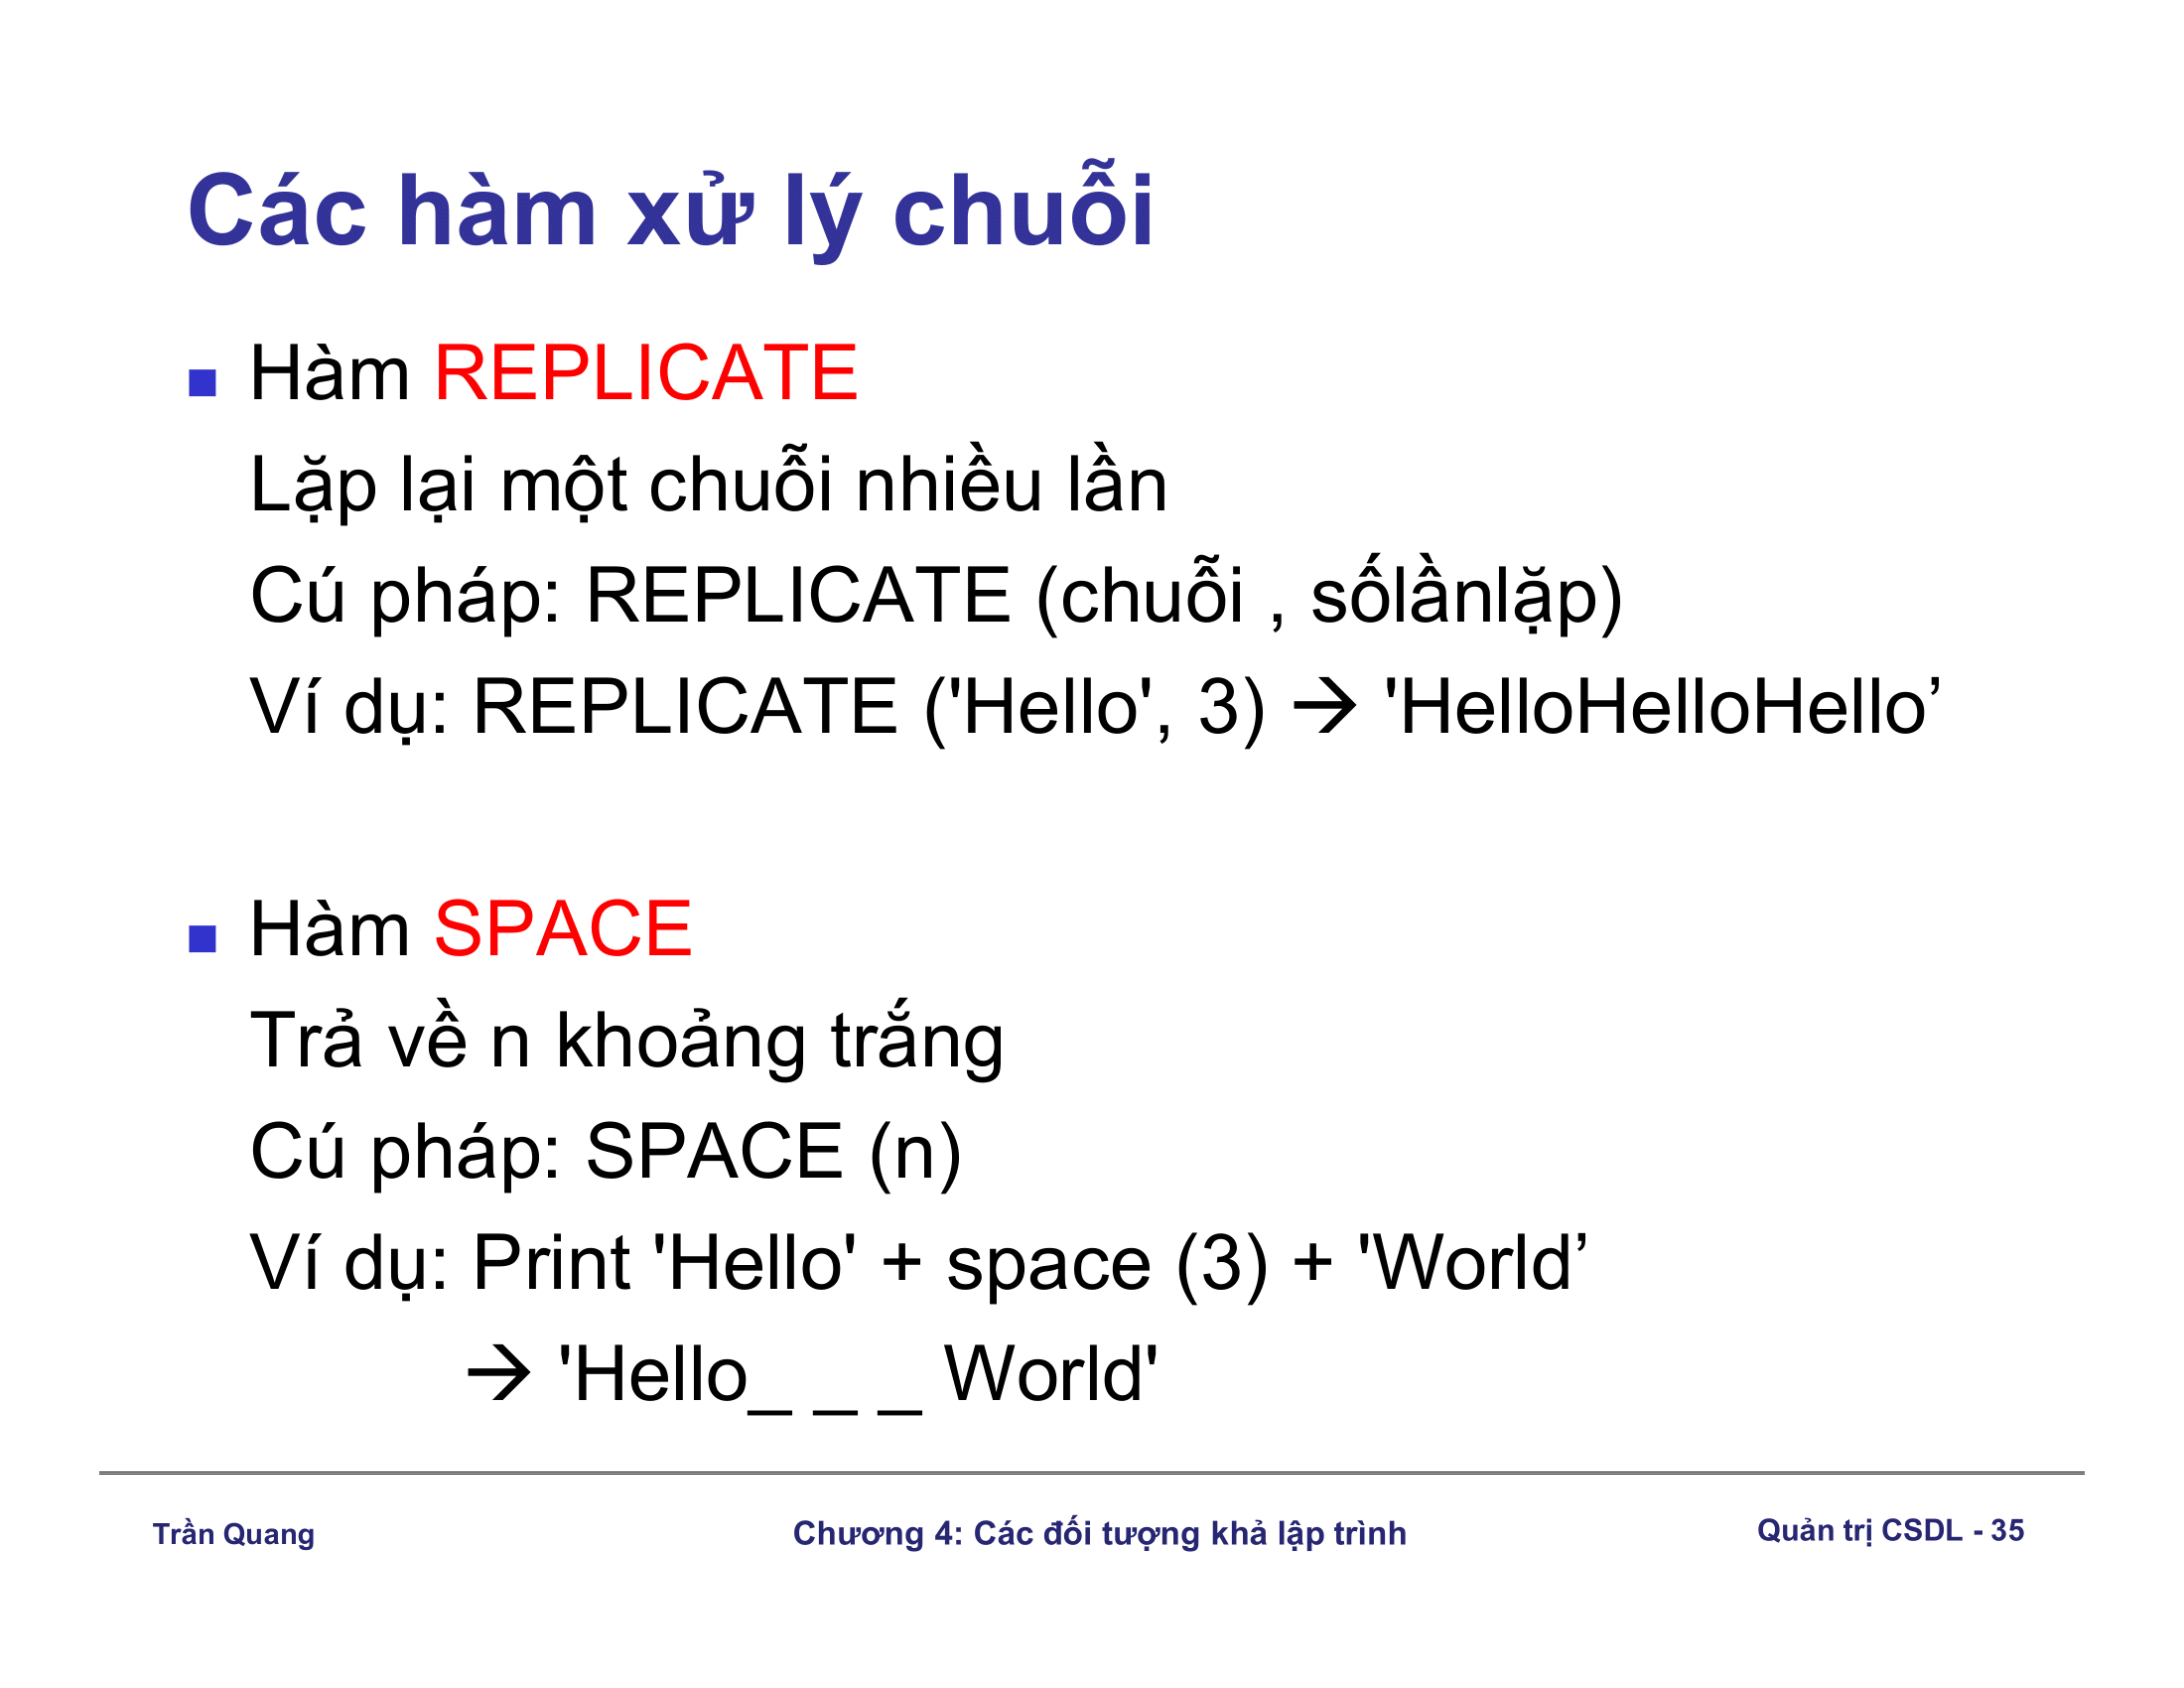 Các hàm xử lý chuỗi
■ Hàm REPLICATE
Lặp lại một chuỗi nhiều lần
Cú pháp: REPLICATE (chuỗi , sốlầnlặp)
Ví dụ: REPLICATE ('Hello', 3) → 'HelloHelloHello’
■ Hàm SPACE
Trả về n khoảng trắng
Cú pháp: SPACE (n)
Ví dụ: Print 'Hello' + space (3) + 'World’
→ 'Hello_ _ _ World'
Trần Quang
Chương 4: Các đối tượng khả lập trình
Quản trị CSDL - 35